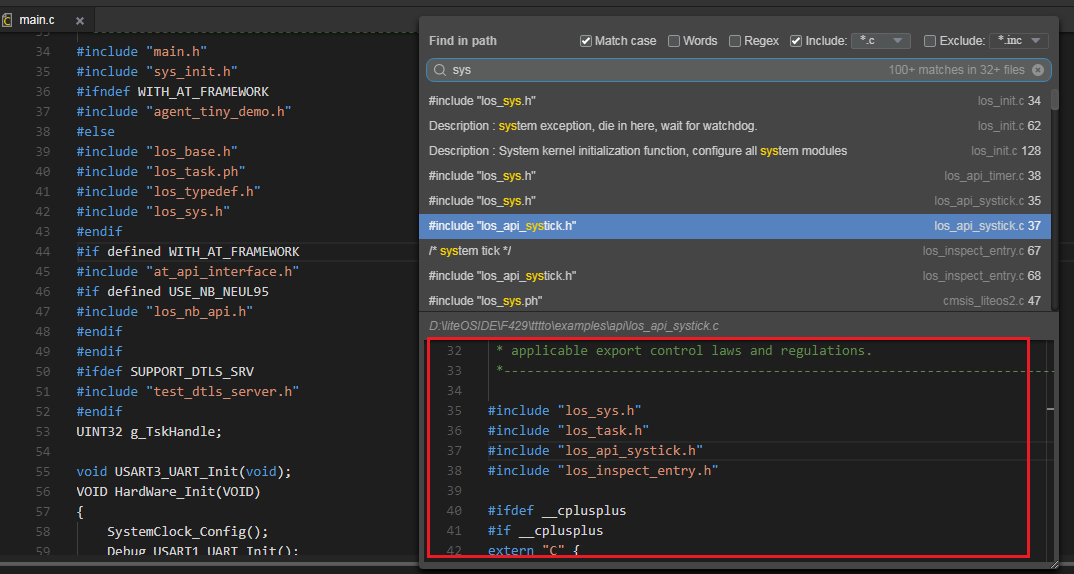 main.c
33
34 #include "main.h"
35 #include "sys_init.h"
36 #ifndef WITH_AT_FRAMEWORK
37 #include "agent_tiny_demo.h"
38 #else
39 #include "los_base.h"
40 #include "los_task.ph"
41 #include "los_typedef.h"
42 #include "los_sys.h"
43 #endif
44 #if defined WITH_AT_FRAMEWORK
45 #include "at_api_interface.h"
46 #if defined USE_NB_NEUL95
47 #include "los_nb_api.h"
48 #endif
49 #endif
50 #ifdef SUPPORT_DTLS_SRV
51 #include "test_dtls_server.h"
52 #endif
53 UINT32 g_TskHandle;
54
55 void USART3_UART_Init(void);
56 VOID HardWare_Init(VOID)
57 {
58 SystemClock_Config();
59 Debug_USART1_UART_Init();
Find in path Match case Words Regex Include: *.c Exclude: *.inc
sys 100+ matches in 32+ files
#include "los_sys.h" los_init.c 34
Description : system exception, die in here, wait for watchdog. los_init.c 62
Description : System kernel initialization function, configure all system modules los_init.c 128
#include "los_sys.h" los_api_timer.c 38
#include "los_sys.h" los_api_systick.c 35
#include "los_api_systick.h" los_api_systick.c 37
/* system tick */ los_inspect_entry.c 67
#include "los_api_systick.h" los_inspect_entry.c 68
#include "los_sys.ph" cmsis_liteos2.c 47
D:\liteOSIDE\F429\tttto\examples\api\los_api_systick.c
32 * applicable export control laws and regulations.
33 *------------------------------------------------------------------------
34
35 #include "los_sys.h"
36 #include "los_task.h"
37 #include "los_api_systick.h"
38 #include "los_inspect_entry.h"
39
40 #ifdef __cplusplus
41 #if __cplusplus
42 extern "C" {